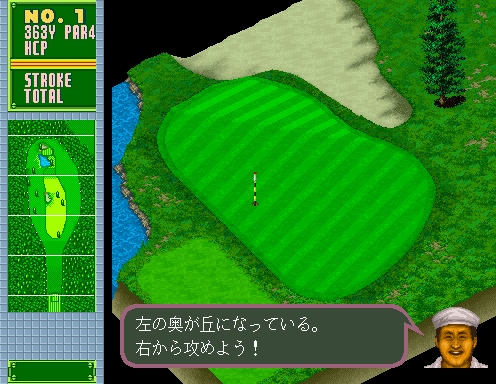 NO. 1
363Y PAR4
HCP
STROKE
TOTAL
左の奥が丘になっている。
右から攻めよう！